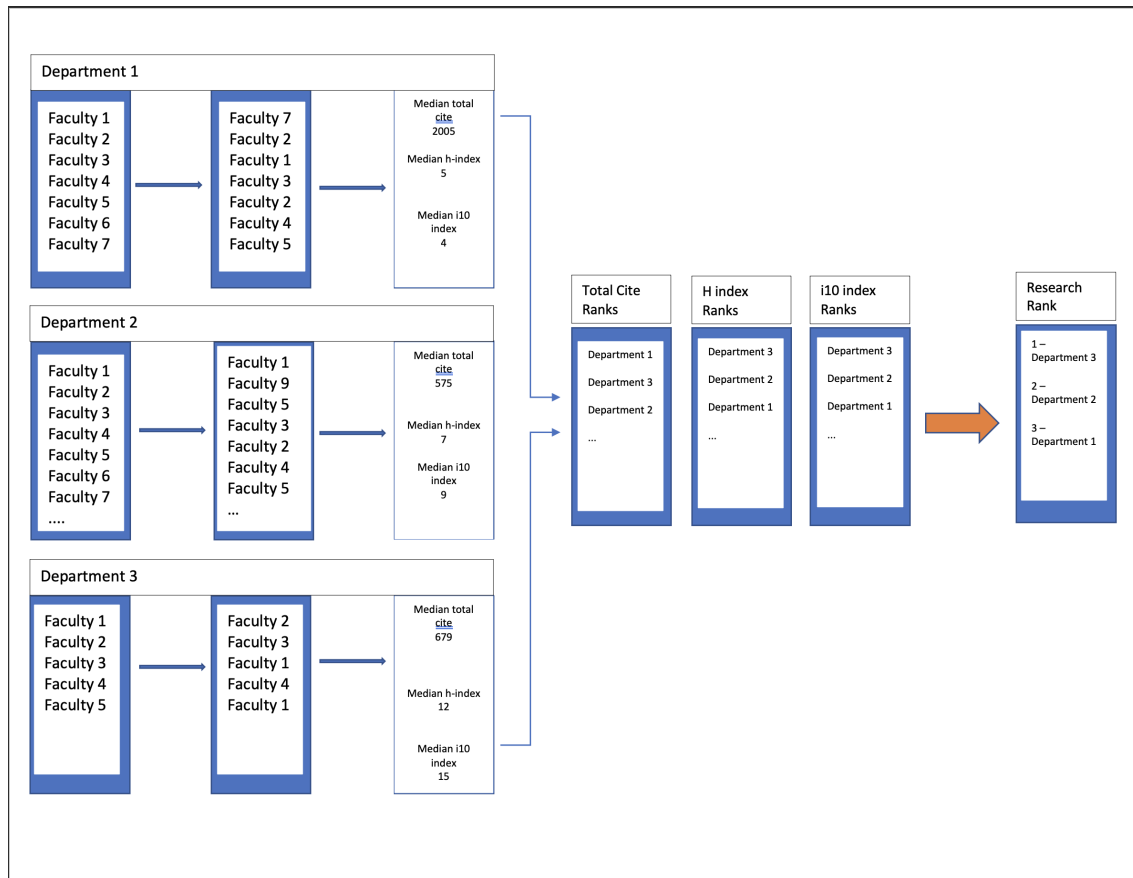 Department 1
Faculty 1
Faculty 2
Faculty 3
Faculty 4
Faculty 5
Faculty 6
Faculty 7
Faculty 7
Faculty 2
Faculty 1
Faculty 3
Faculty 2
Faculty 4
Faculty 5
Median total
cite
2005
Median h-index
5
Median i10
index
4
Department 2
Faculty 1
Faculty 2
Faculty 3
Faculty 4
Faculty 5
Faculty 6
Faculty 7
....
Faculty 1
Faculty 9
Faculty 5
Faculty 3
Faculty 2
Faculty 4
Faculty 5
...
Median total
cite
575
Median h-index
7
Median i10
index
9
Department 3
Faculty 1
Faculty 2
Faculty 3
Faculty 4
Faculty 5
Faculty 2
Faculty 3
Faculty 1
Faculty 4
Faculty 1
Median total
cite
679
Median h-index
12
Median i10
index
15
Total Cite
Ranks
Department 1
Department 3
Department 2
...
H index
Ranks
Department 3
Department 2
Department 1
...
i10 index
Ranks
Department 3
Department 2
Department 1
...
Research
Rank
1 –
Department 3
2 –
Department 2
3 –
Department 1